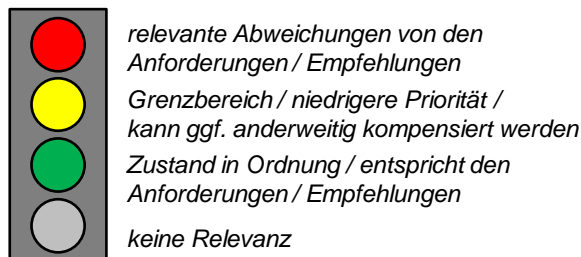 relevante Abweichungen von den
Anforderungen / Empfehlungen
Grenzbereich / niedrigere Priorität /
kann ggf. anderweitig kompensiert werden
Zustand in Ordnung / entspricht den
Anforderungen / Empfehlungen
keine Relevanz